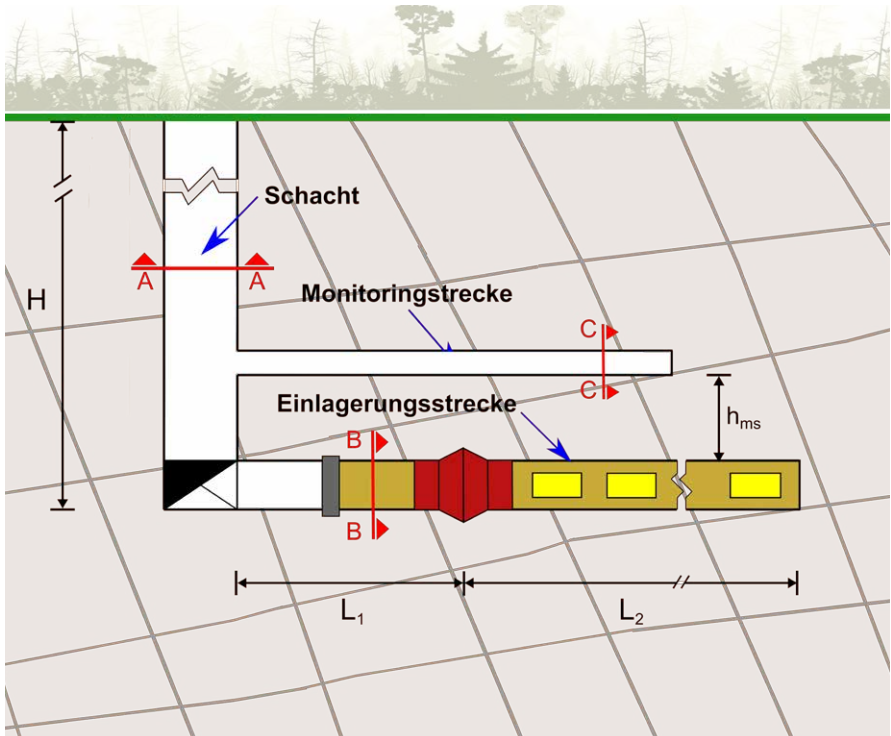 Schacht
A A
H
Monitoringstrecke
C
C
Einlagerungsstrecke
h_ms
B
B
L₁
L₂